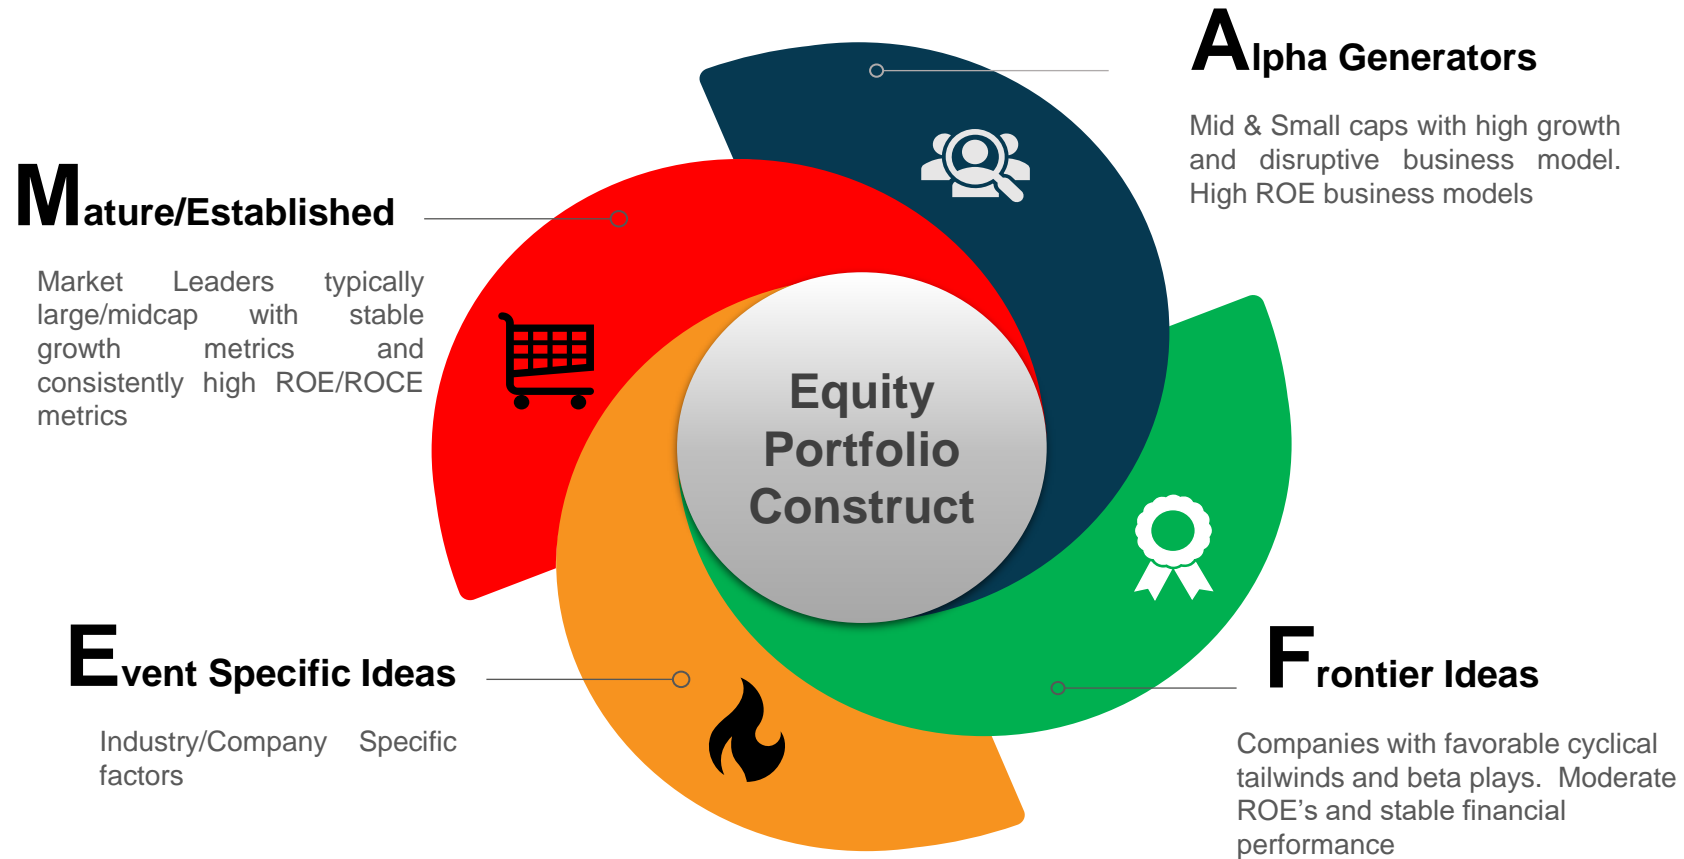 Alpha Generators
Mid & Small caps with high growth
and disruptive business model.
High ROE business models
Mature/Established
Market Leaders typically
large/midcap with stable
growth metrics and
consistently high ROE/ROCE
metrics
Equity
Portfolio
Construct
Event Specific Ideas
Industry/Company Specific
factors
Frontier Ideas
Companies with favorable cyclical
tailwinds and beta plays.  Moderate
ROE’s and stable financial
performance